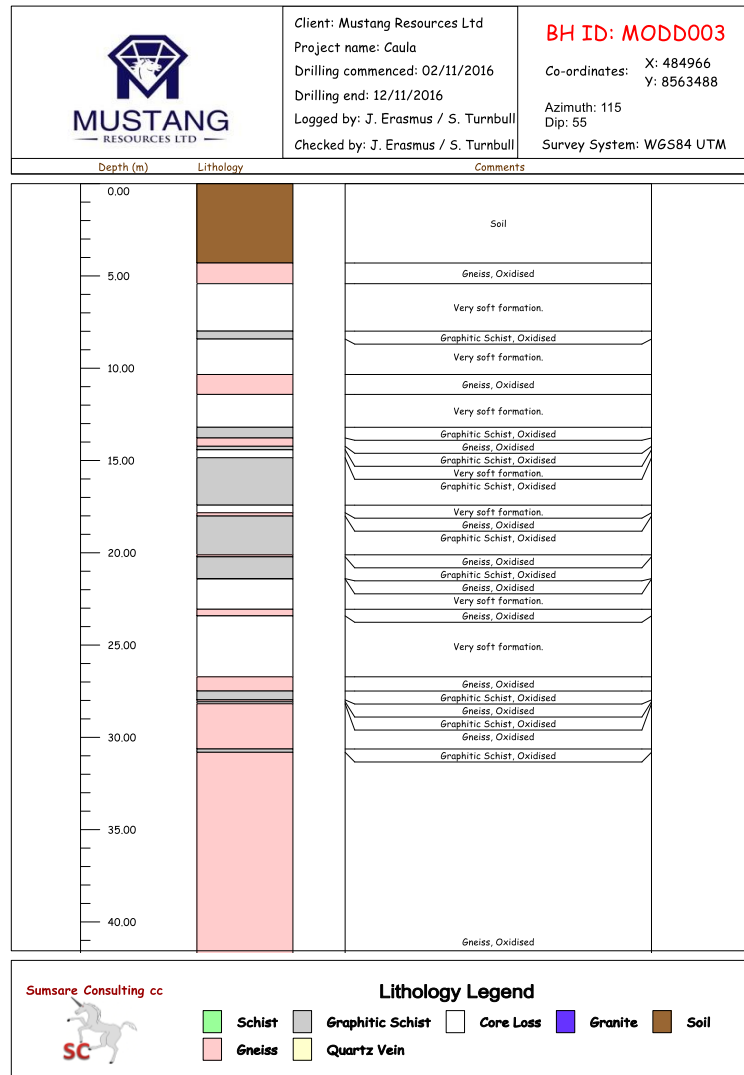 MUSTANG
RESOURCES LTD
Client: Mustang Resources Ltd
Project name: Caula
Drilling commenced: 02/11/2016
Drilling end: 12/11/2016
Logged by: J. Erasmus / S. Turnbull
Checked by: J. Erasmus / S. Turnbull
BH ID: MODD003
Co-ordinates: X: 484966
Y: 8563488
Azimuth: 115
Dip: 55
Survey System: WGS84 UTM
Depth (m) Lithology Comments
0.00
Soil
5.00 Gneiss, Oxidised
Very soft formation.
Graphitic Schist, Oxidised
Very soft formation.
10.00
Gneiss, Oxidised
Very soft formation.
Graphitic Schist, Oxidised
Gneiss, Oxidised
15.00 Graphitic Schist, Oxidised
Very soft formation.
Graphitic Schist, Oxidised
Very soft formation.
Gneiss, Oxidised
Graphitic Schist, Oxidised
20.00
Gneiss, Oxidised
Graphitic Schist, Oxidised
Gneiss, Oxidised
Very soft formation.
Gneiss, Oxidised
25.00 Very soft formation.
Gneiss, Oxidised
Graphitic Schist, Oxidised
Gneiss, Oxidised
Graphitic Schist, Oxidised
30.00 Gneiss, Oxidised
Graphitic Schist, Oxidised
35.00
40.00
Gneiss, Oxidised
Sumsare Consulting cc
SC
Lithology Legend
Schist Graphitic Schist Core Loss Granite Soil
Gneiss Quartz Vein